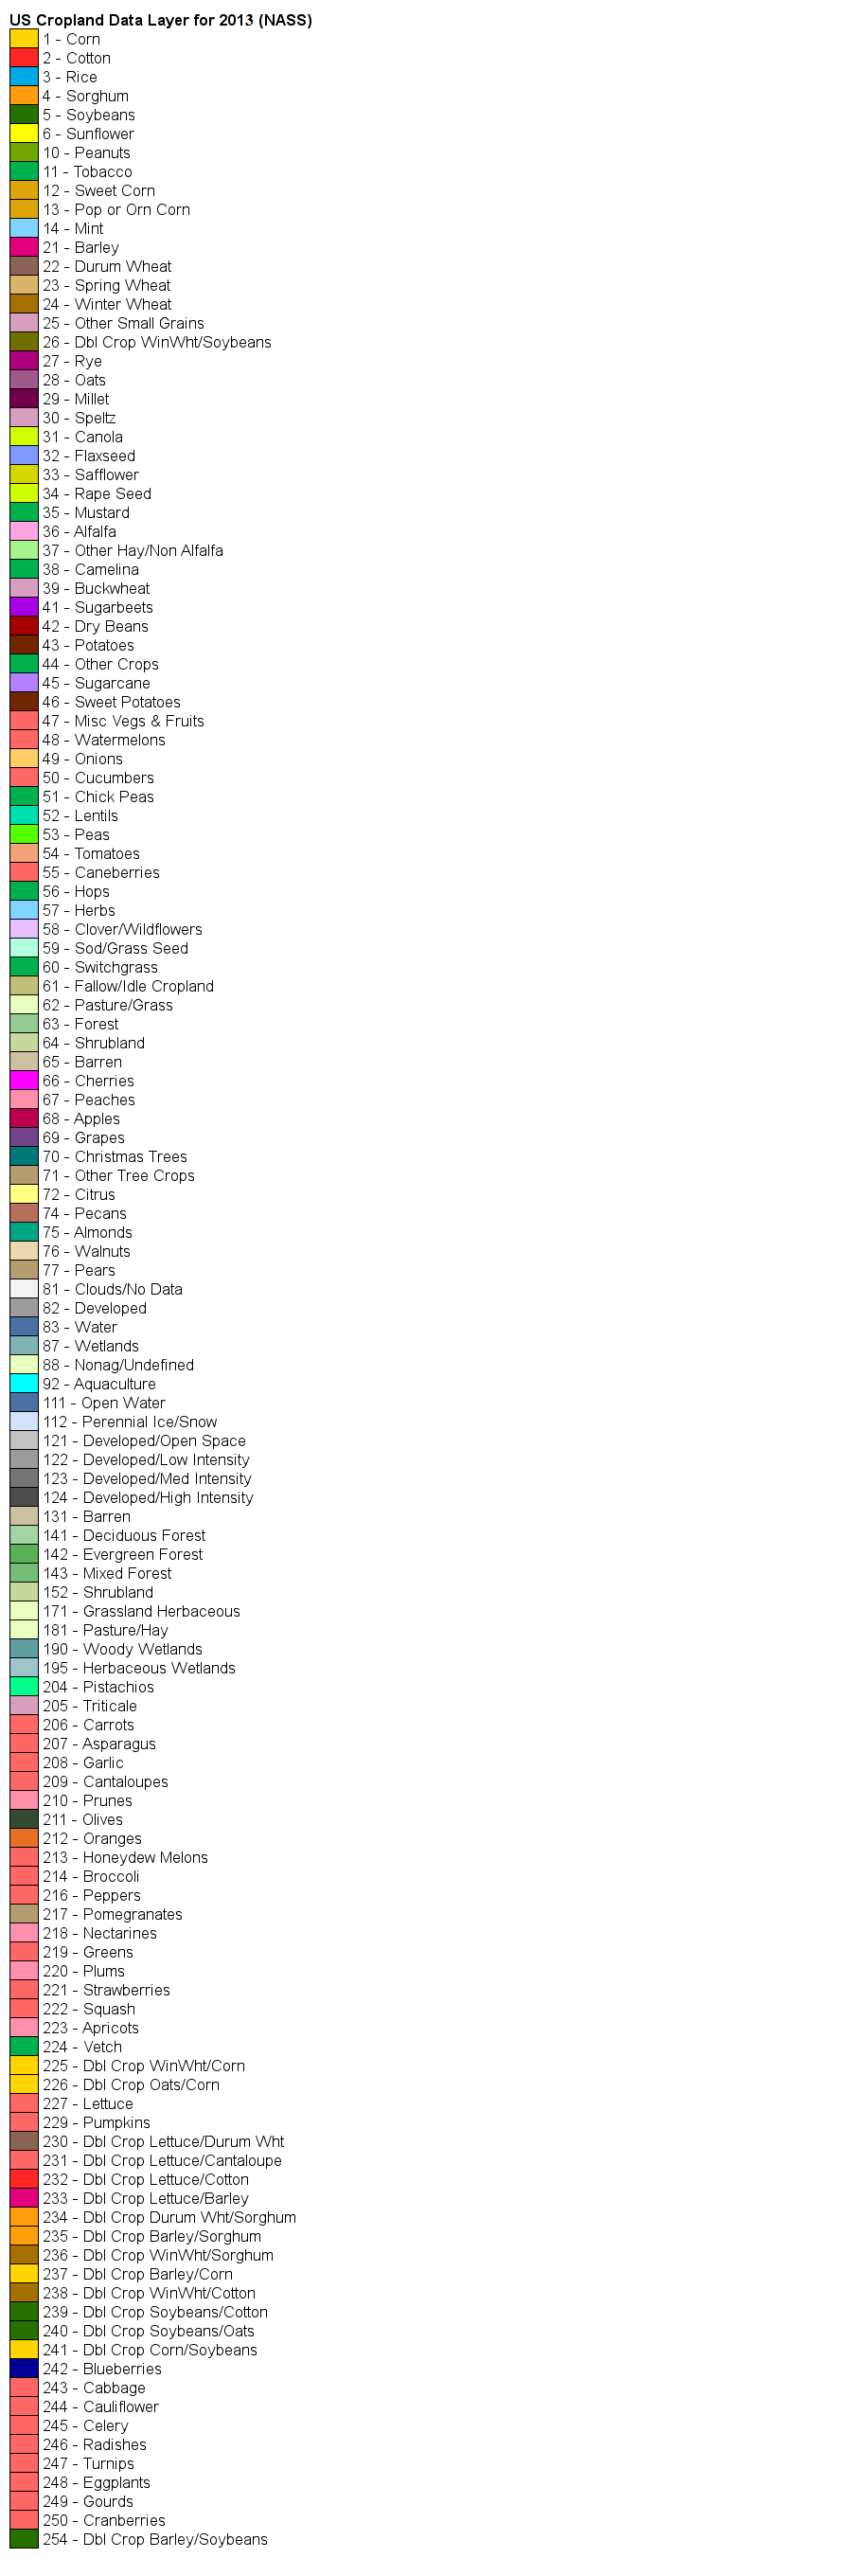 US Cropland Data Layer for 2013 (NASS)
1 - Corn
2 - Cotton
3 - Rice
4 - Sorghum
5 - Soybeans
6 - Sunflower
10 - Peanuts
11 - Tobacco
12 - Sweet Corn
13 - Pop or Orn Corn
14 - Mint
21 - Barley
22 - Durum Wheat
23 - Spring Wheat
24 - Winter Wheat
25 - Other Small Grains
26 - Dbl Crop WinWht/Soybeans
27 - Rye
28 - Oats
29 - Millet
30 - Speltz
31 - Canola
32 - Flaxseed
33 - Safflower
34 - Rape Seed
35 - Mustard
36 - Alfalfa
37 - Other Hay/Non Alfalfa
38 - Camelina
39 - Buckwheat
41 - Sugarbeets
42 - Dry Beans
43 - Potatoes
44 - Other Crops
45 - Sugarcane
46 - Sweet Potatoes
47 - Misc Vegs & Fruits
48 - Watermelons
49 - Onions
50 - Cucumbers
51 - Chick Peas
52 - Lentils
53 - Peas
54 - Tomatoes
55 - Caneberries
56 - Hops
57 - Herbs
58 - Clover/Wildflowers
59 - Sod/Grass Seed
60 - Switchgrass
61 - Fallow/Idle Cropland
62 - Pasture/Grass
63 - Forest
64 - Shrubland
65 - Barren
66 - Cherries
67 - Peaches
68 - Apples
69 - Grapes
70 - Christmas Trees
71 - Other Tree Crops
72 - Citrus
74 - Pecans
75 - Almonds
76 - Walnuts
77 - Pears
81 - Clouds/No Data
82 - Developed
83 - Water
87 - Wetlands
88 - Nonag/Undefined
92 - Aquaculture
111 - Open Water
112 - Perennial Ice/Snow
121 - Developed/Open Space
122 - Developed/Low Intensity
123 - Developed/Med Intensity
124 - Developed/High Intensity
131 - Barren
141 - Deciduous Forest
142 - Evergreen Forest
143 - Mixed Forest
152 - Shrubland
171 - Grassland Herbaceous
181 - Pasture/Hay
190 - Woody Wetlands
195 - Herbaceous Wetlands
204 - Pistachios
205 - Triticale
206 - Carrots
207 - Asparagus
208 - Garlic
209 - Cantaloupes
210 - Prunes
211 - Olives
212 - Oranges
213 - Honeydew Melons
214 - Broccoli
216 - Peppers
217 - Pomegranates
218 - Nectarines
219 - Greens
220 - Plums
221 - Strawberries
222 - Squash
223 - Apricots
224 - Vetch
225 - Dbl Crop WinWht/Corn
226 - Dbl Crop Oats/Corn
227 - Lettuce
229 - Pumpkins
230 - Dbl Crop Lettuce/Durum Wht
231 - Dbl Crop Lettuce/Cantaloupe
232 - Dbl Crop Lettuce/Cotton
233 - Dbl Crop Lettuce/Barley
234 - Dbl Crop Durum Wht/Sorghum
235 - Dbl Crop Barley/Sorghum
236 - Dbl Crop WinWht/Sorghum
237 - Dbl Crop Barley/Corn
238 - Dbl Crop WinWht/Cotton
239 - Dbl Crop Soybeans/Cotton
240 - Dbl Crop Soybeans/Oats
241 - Dbl Crop Corn/Soybeans
242 - Blueberries
243 - Cabbage
244 - Cauliflower
245 - Celery
246 - Radishes
247 - Turnips
248 - Eggplants
249 - Gourds
250 - Cranberries
254 - Dbl Crop Barley/Soybeans